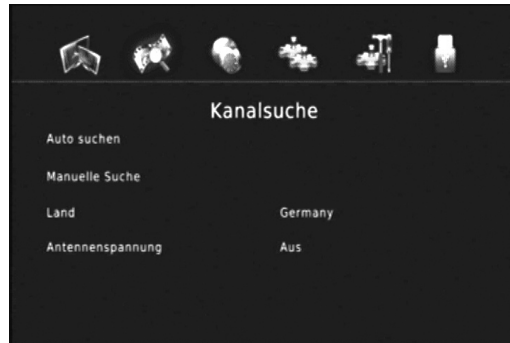 Kanalsuche
Auto suchen
Manuelle Suche
Land Germany
Antennenspannung Aus